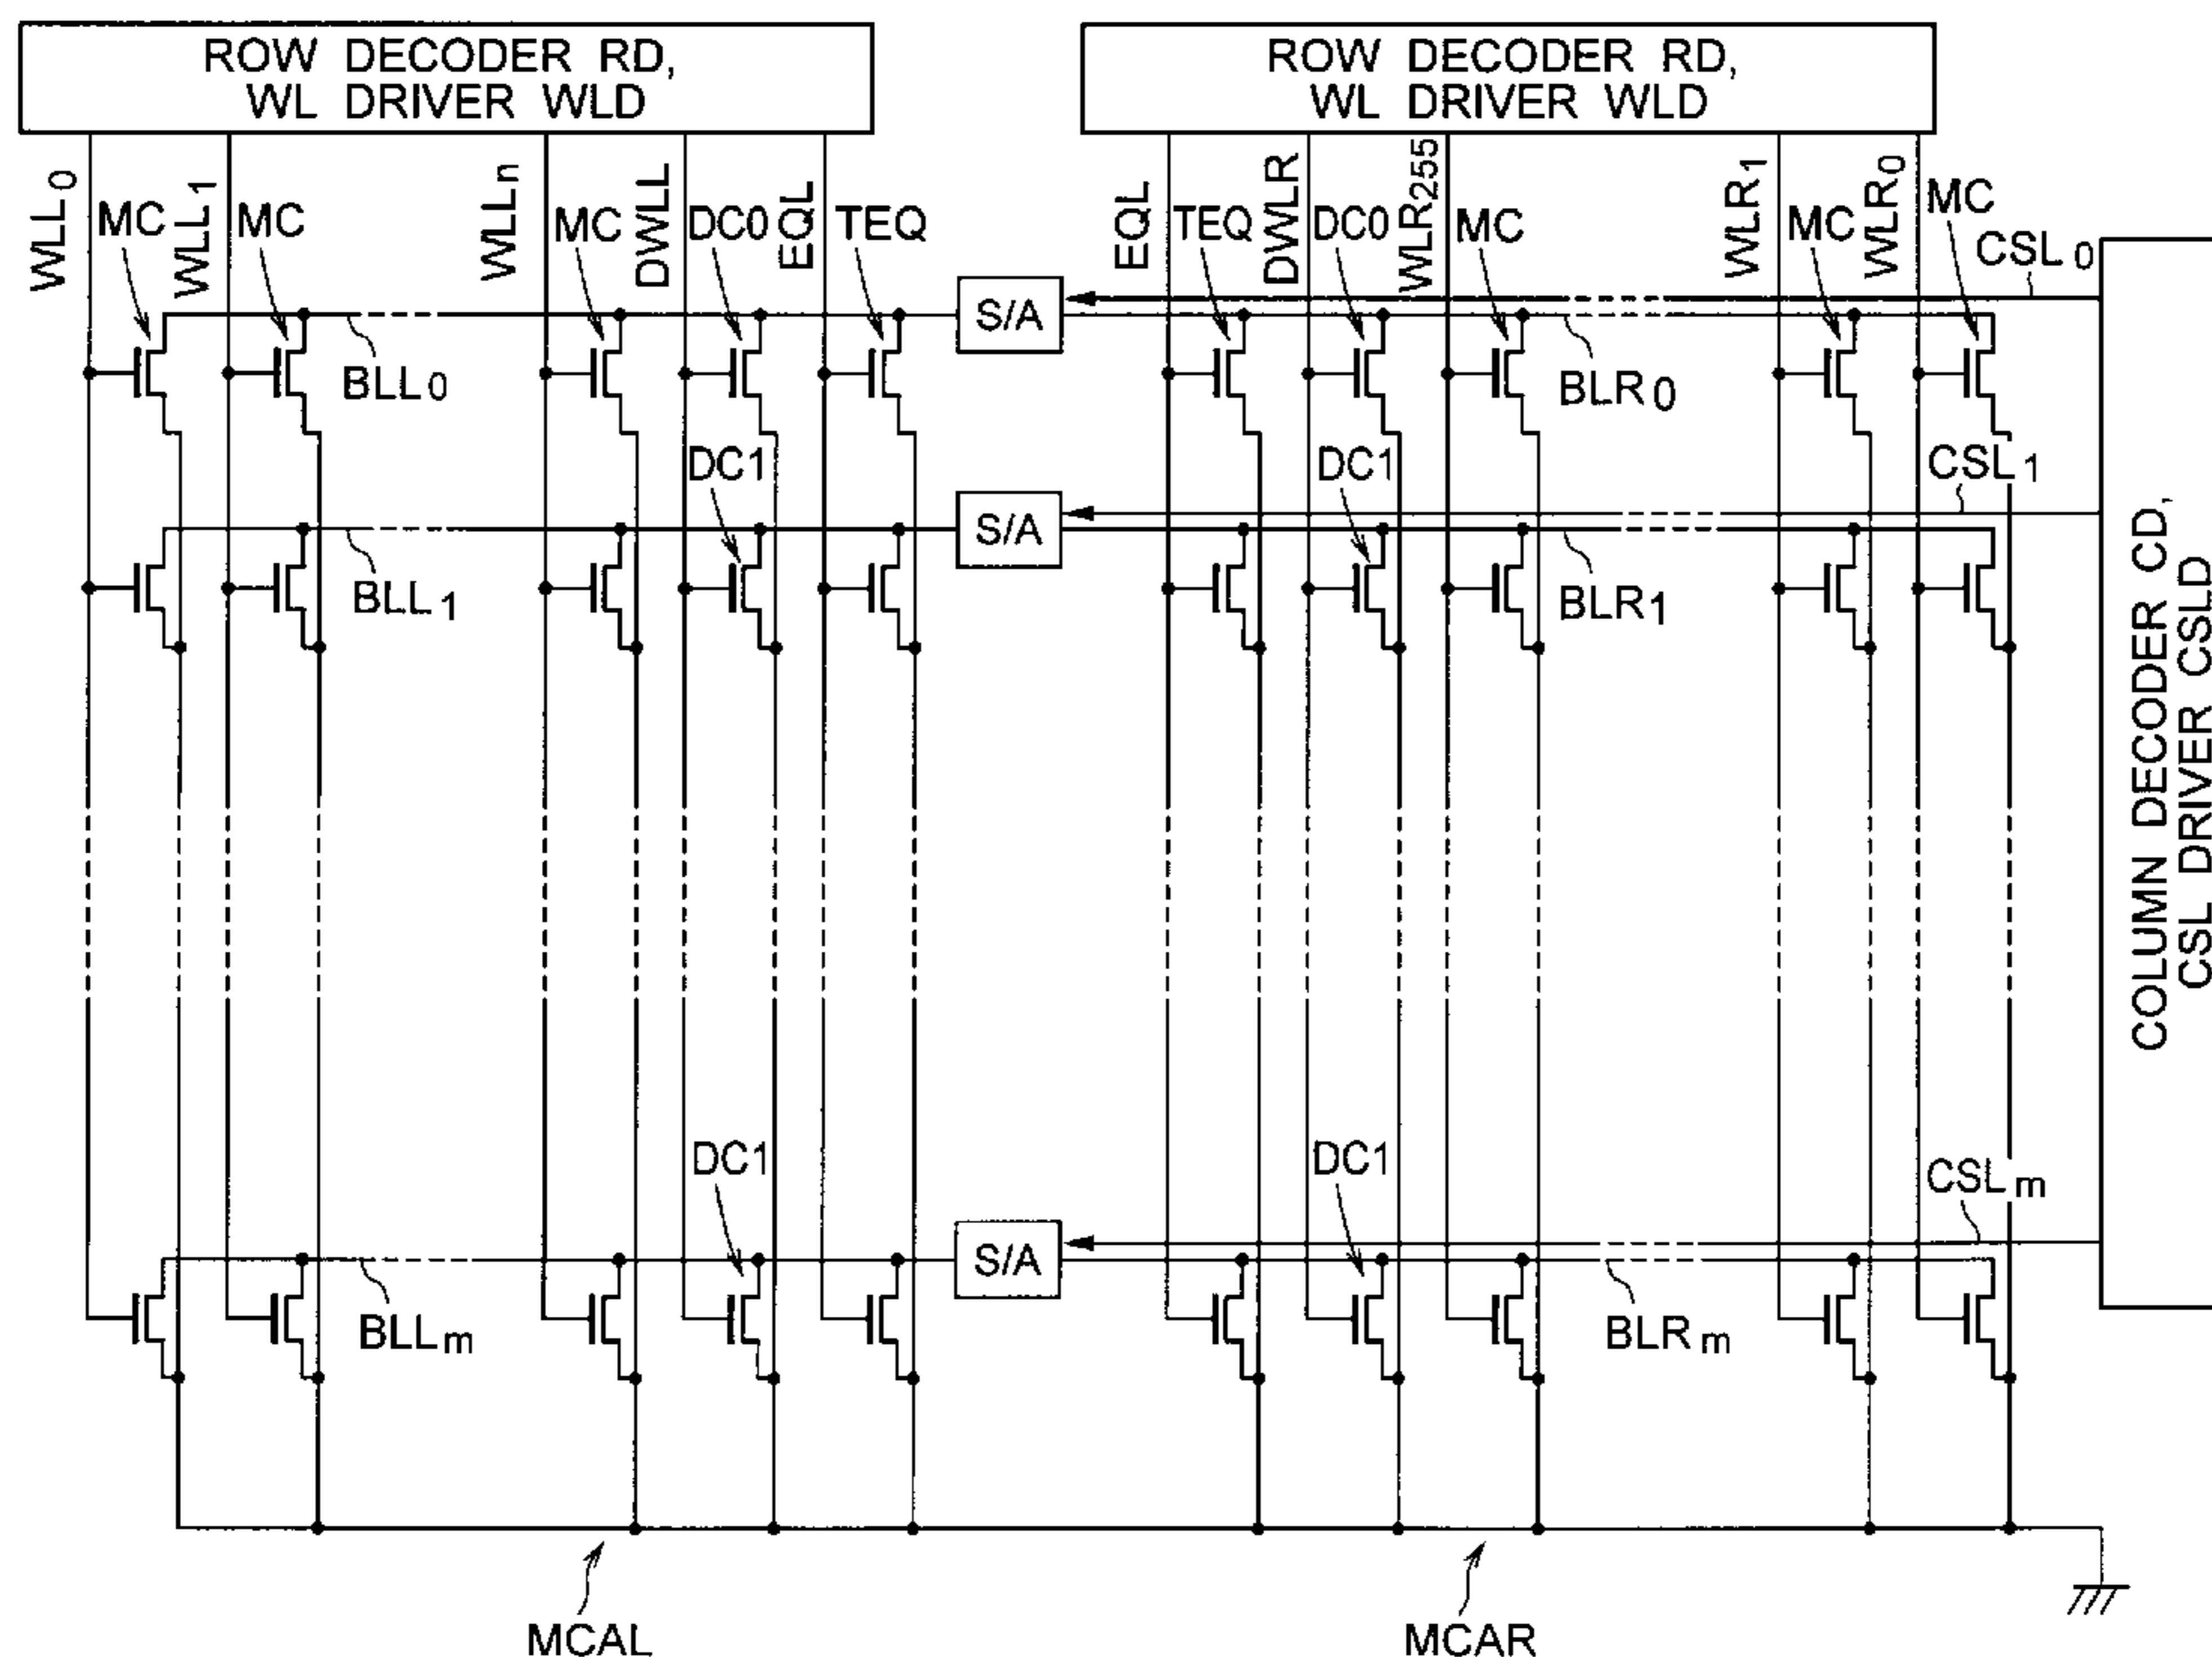 ROW DECODER RD,
WL DRIVER WLD
ROW DECODER RD,
WL DRIVER WLD
WLL0
MC
WLL1
MC
WLLn
MC
DWLL
DC0
EQL
TEQ
EQL
TEQ
DWLR
DC0
WLR255
MC
WLR1
MC
WLR0
MC
CSL0
S/A
BLL0
BLR0
DC1
DC1
CSL1
S/A
BLL1
BLR1
COLUMN DECODER CD,
CSL DRIVER CSLD
DC1
DC1
CSLm
S/A
BLLm
BLRm
MCAL
MCAR